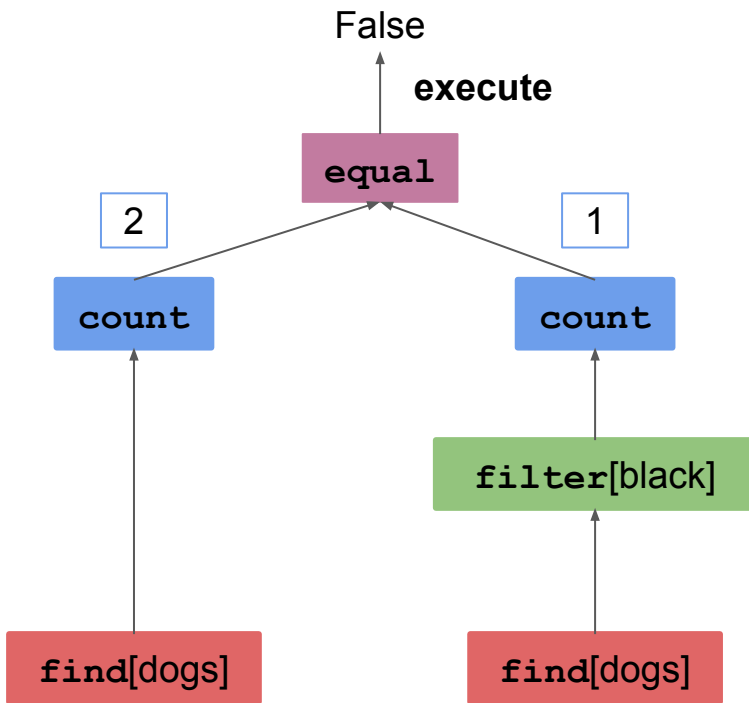 False
execute
equal
2
1
count
count
filter[black]
find[dogs]
find[dogs]